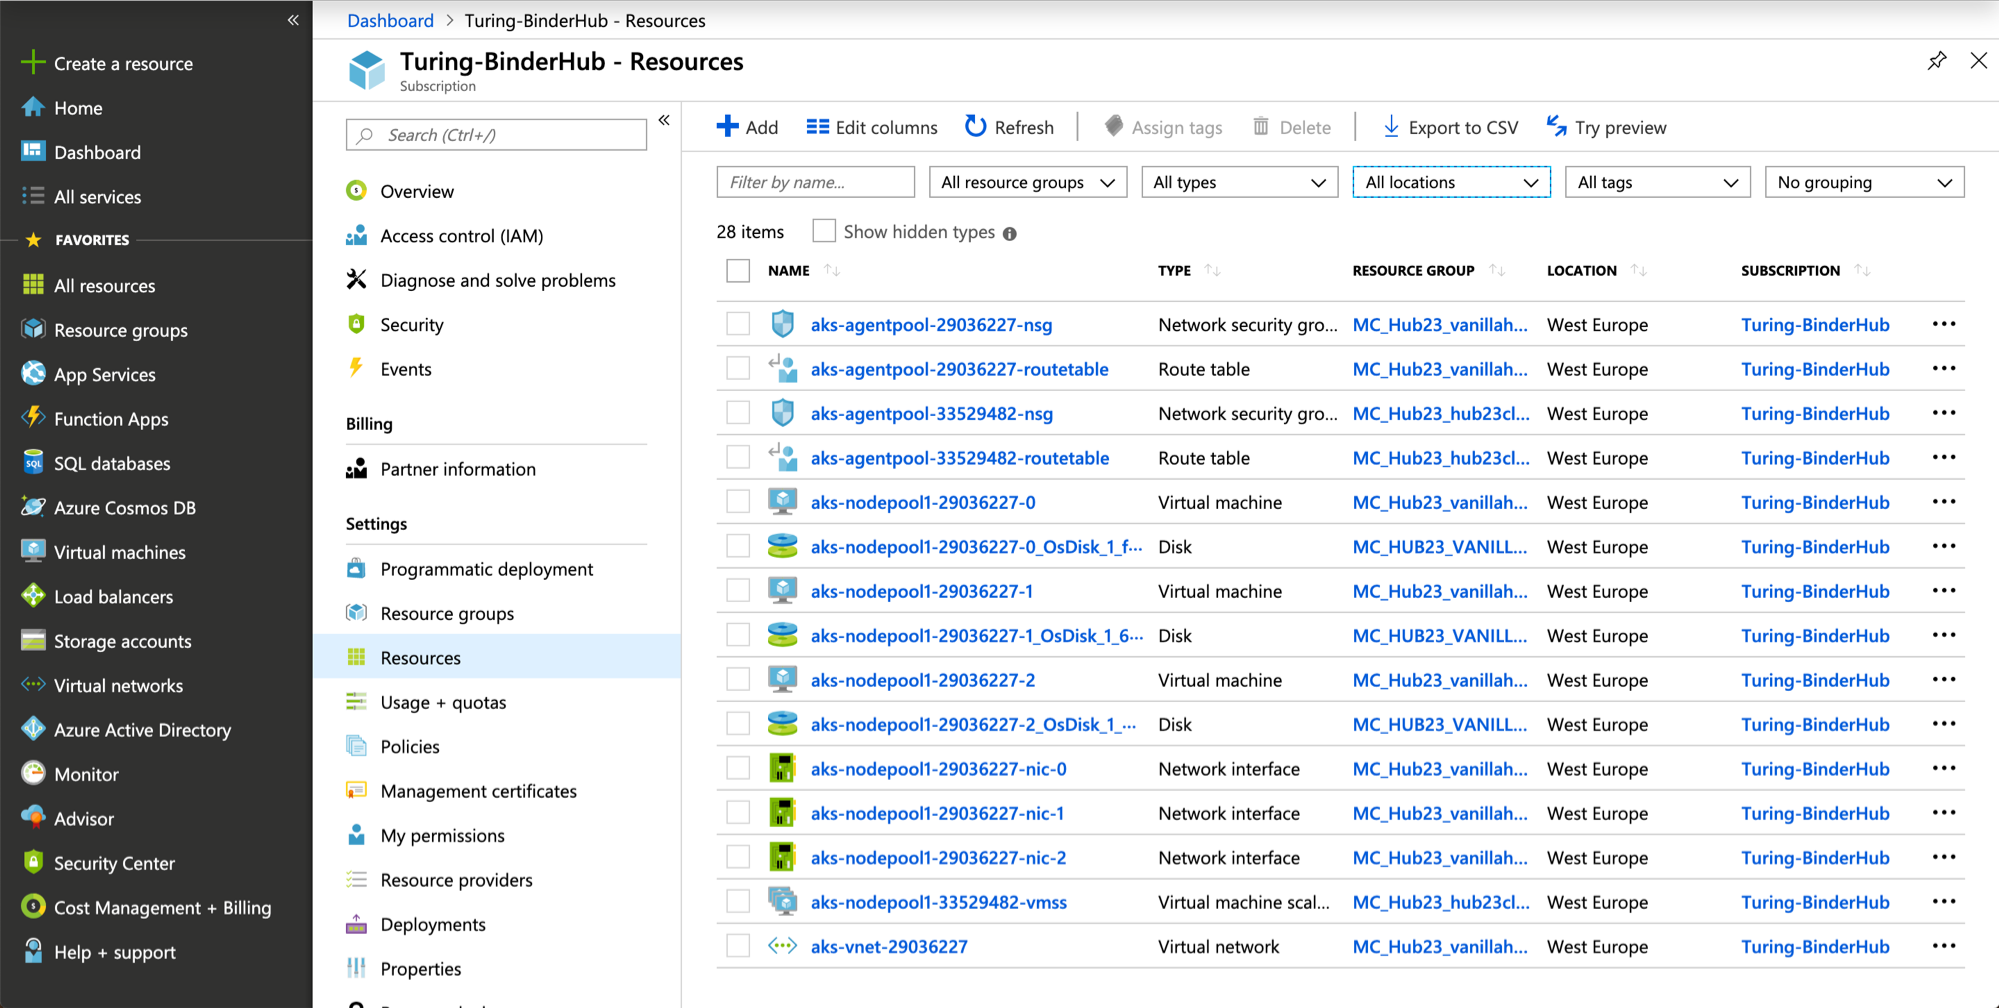 «
Create a resource
Home
Dashboard
All services
FAVORITES
All resources
Resource groups
App Services
Function Apps
SQL databases
Azure Cosmos DB
Virtual machines
Load balancers
Storage accounts
Virtual networks
Azure Active Directory
Monitor
Advisor
Security Center
Cost Management + Billing
Help + support
Dashboard > Turing-BinderHub - Resources
Turing-BinderHub - Resources
Subscription
Search (Ctrl+/)
«
Overview
Access control (IAM)
Diagnose and solve problems
Security
Events
Billing
Partner information
Settings
Programmatic deployment
Resource groups
Resources
Usage + quotas
Policies
Management certificates
My permissions
Resource providers
Deployments
Properties
Add Edit columns Refresh Assign tags Delete Export to CSV Try preview
Filter by name... All resource groups All types All locations All tags No grouping
28 items Show hidden types
NAME TYPE RESOURCE GROUP LOCATION SUBSCRIPTION
aks-agentpool-29036227-nsg Network security gro... MC_Hub23_vanillah... West Europe Turing-BinderHub
aks-agentpool-29036227-routetable Route table MC_Hub23_vanillah... West Europe Turing-BinderHub
aks-agentpool-33529482-nsg Network security gro... MC_Hub23_hub23cl... West Europe Turing-BinderHub
aks-agentpool-33529482-routetable Route table MC_Hub23_hub23cl... West Europe Turing-BinderHub
aks-nodepool1-29036227-0 Virtual machine MC_Hub23_vanillah... West Europe Turing-BinderHub
aks-nodepool1-29036227-0_OsDisk_1_f... Disk MC_HUB23_VANILL... West Europe Turing-BinderHub
aks-nodepool1-29036227-1 Virtual machine MC_Hub23_vanillah... West Europe Turing-BinderHub
aks-nodepool1-29036227-1_OsDisk_1_6... Disk MC_HUB23_VANILL... West Europe Turing-BinderHub
aks-nodepool1-29036227-2 Virtual machine MC_Hub23_vanillah... West Europe Turing-BinderHub
aks-nodepool1-29036227-2_OsDisk_1_... Disk MC_HUB23_VANILL... West Europe Turing-BinderHub
aks-nodepool1-29036227-nic-0 Network interface MC_Hub23_vanillah... West Europe Turing-BinderHub
aks-nodepool1-29036227-nic-1 Network interface MC_Hub23_vanillah... West Europe Turing-BinderHub
aks-nodepool1-29036227-nic-2 Network interface MC_Hub23_vanillah... West Europe Turing-BinderHub
aks-nodepool1-33529482-vmss Virtual machine scal... MC_Hub23_hub23cl... West Europe Turing-BinderHub
aks-vnet-29036227 Virtual network MC_Hub23_vanillah... West Europe Turing-BinderHub